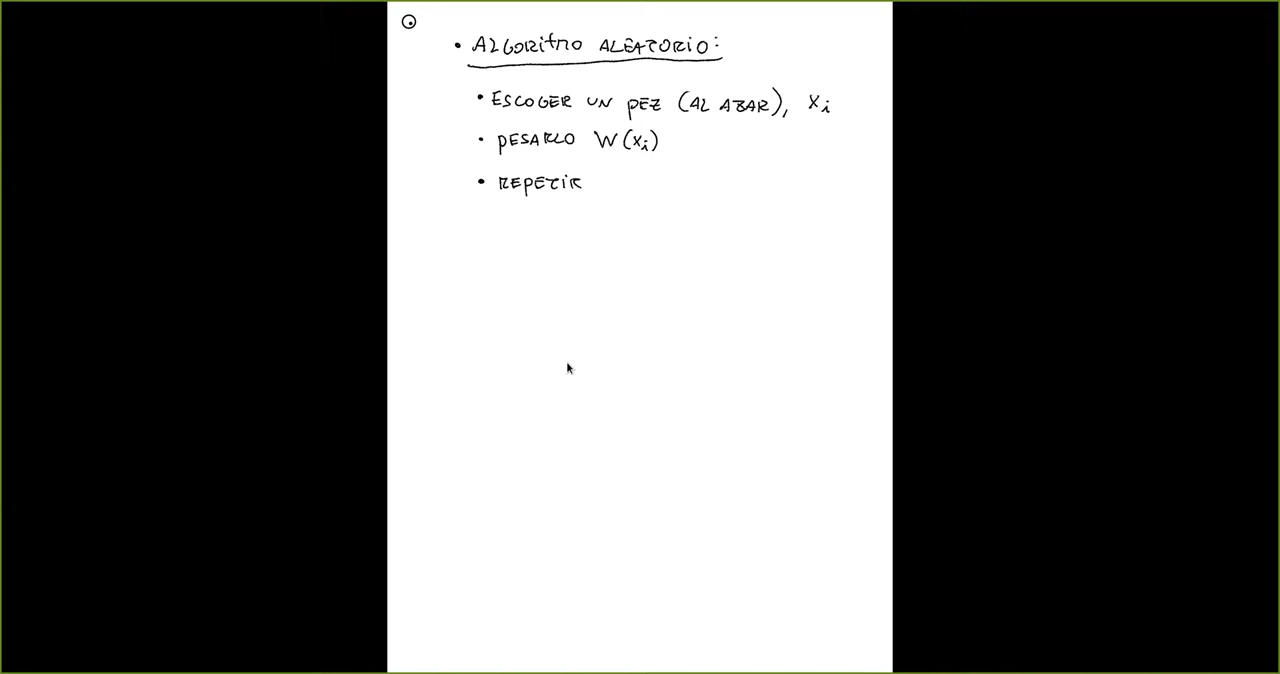 • ALGORitmo ALEATORIO:
• ESCOGER UN PEZ (AL AZAR), Xi
• PESARLO W(Xi)
• REPETIR